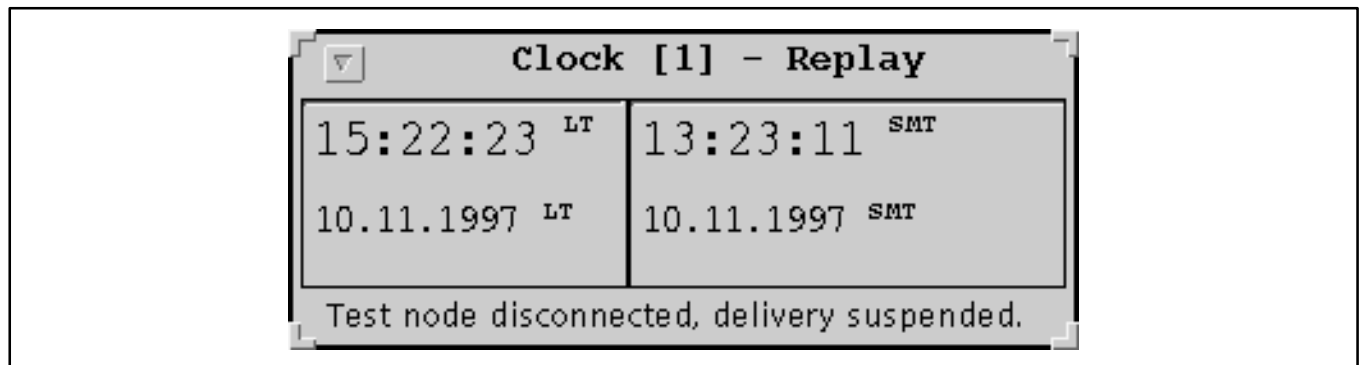 Clock [1] - Replay
15:22:23 LT 13:23:11 SMT
10.11.1997 LT 10.11.1997 SMT
Test node disconnected, delivery suspended.